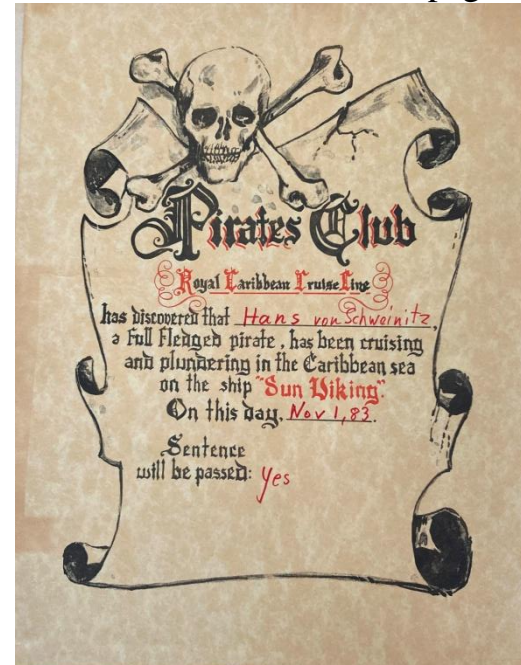 Pirates Club
Royal Caribbean Cruise Line
has discovered that Hans von Schweinitz,
a Full Fledged pirate, has been cruising
and plundering in the Caribbean sea
on the ship "Sun Viking".
On this day, Nov 1,83.
Sentence
will be passed: Yes